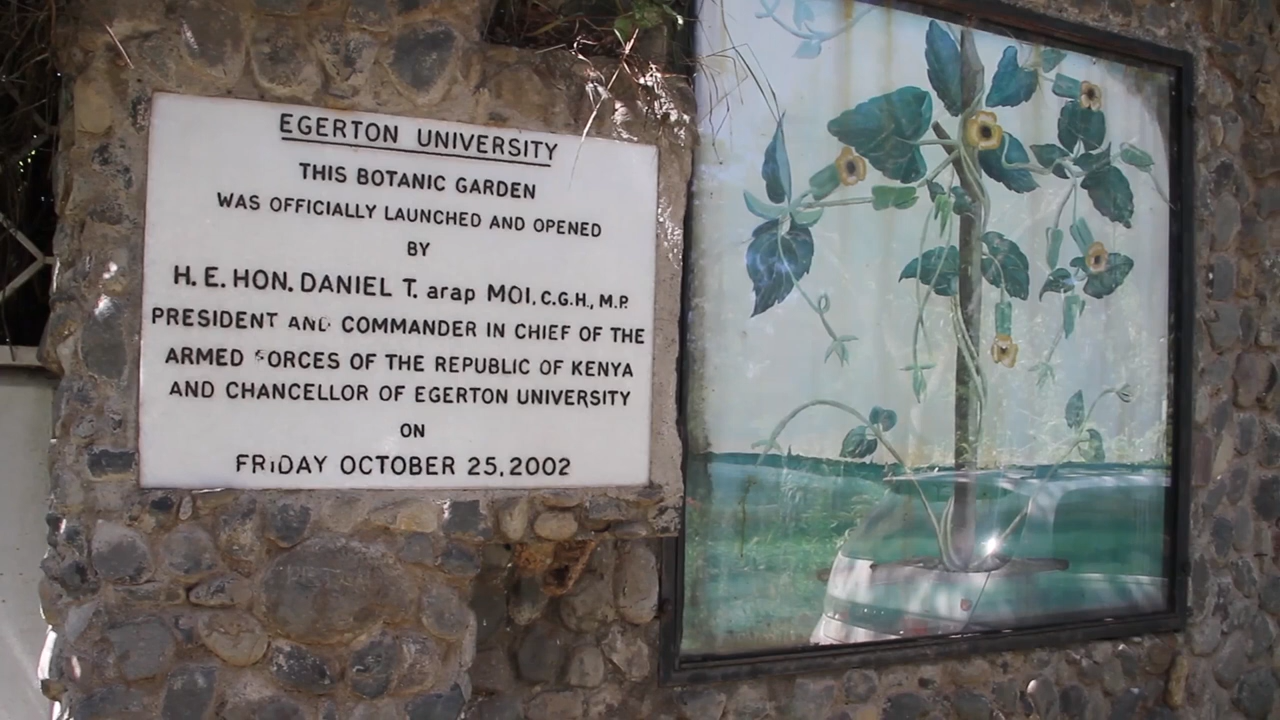 EGERTON UNIVERSITY
THIS BOTANIC GARDEN
WAS OFFICIALLY LAUNCHED AND OPENED
BY
H. E. HON. DANIEL T. arap MOI, C.G.H., M.P.
PRESIDENT AND COMMANDER IN CHIEF OF THE
ARMED FORCES OF THE REPUBLIC OF KENYA
AND CHANCELLOR OF EGERTON UNIVERSITY
ON
FRIDAY OCTOBER 25, 2002